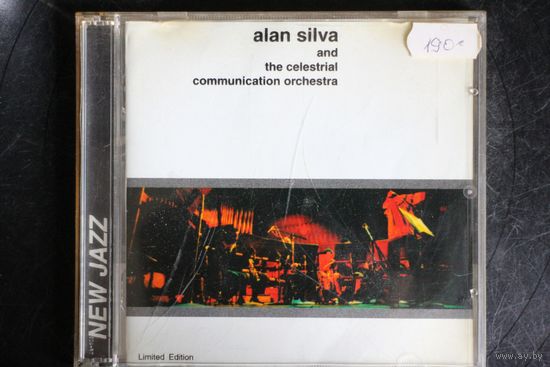 alan silva
and
the celestrial
communication orchestra
190-
NEW JAZZ
Limited Edition
www.ay.by